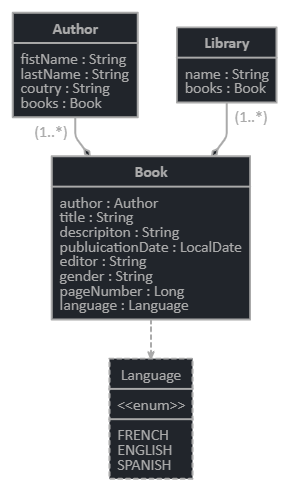 Author
fistName : String
lastName : String
coutry : String
books : Book
Library
name : String
books : Book
(1..*)
(1..*)
Book
author : Author
title : String
descripiton : String
publuicationDate : LocalDate
editor : String
gender : String
pageNumber : Long
language : Language
Language
<<enum>>
FRENCH
ENGLISH
SPANISH